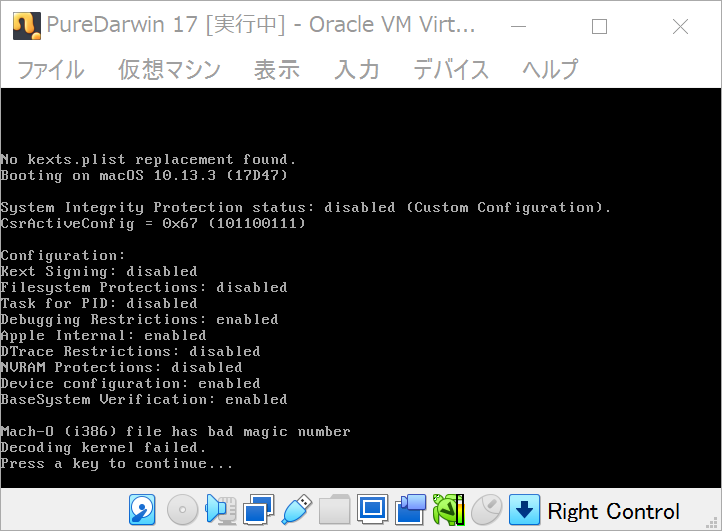 PureDarwin 17 [実行中] - Oracle VM Virt...
ファイル 仮想マシン 表示 入力 デバイス ヘルプ
No kexts.plist replacement found.
Booting on macOS 10.13.3 (17D47)
System Integrity Protection status: disabled (Custom Configuration).
CsrActiveConfig = 0x67 (101100111)
Configuration:
Kext Signing: disabled
Filesystem Protections: disabled
Task for PID: disabled
Debugging Restrictions: enabled
Apple Internal: enabled
DTrace Restrictions: disabled
NVRAM Protections: disabled
Device configuration: enabled
BaseSystem Verification: enabled
Mach-O (i386) file has bad magic number
Decoding kernel failed.
Press a key to continue...
Right Control